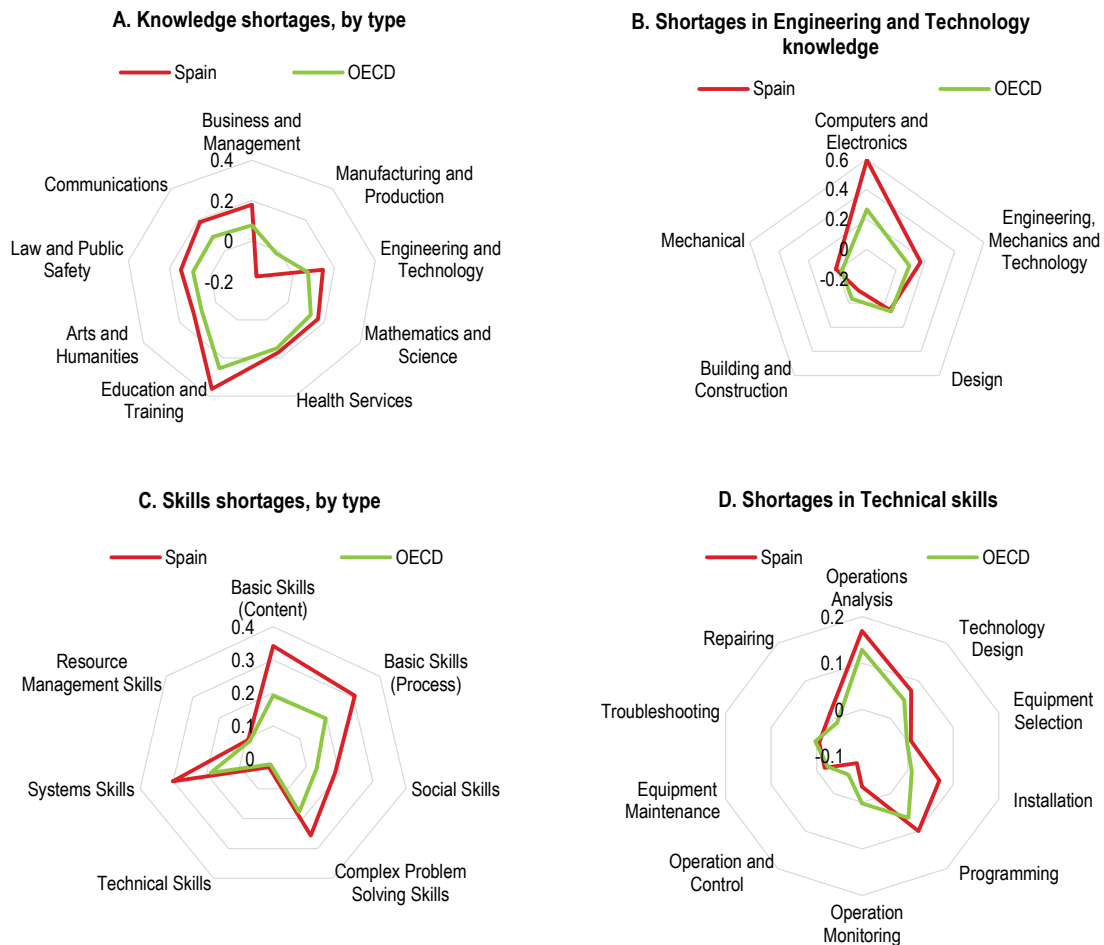 A. Knowledge shortages, by type
Spain
OECD
Business and
Management
Manufacturing and
Production
Engineering and
Technology
Mathematics and
Science
Health Services
Education and
Training
Arts and
Humanities
Law and Public
Safety
Communications
0.4
0.2
0
-0.2
B. Shortages in Engineering and Technology
knowledge
Spain
OECD
Computers and
Electronics
Engineering,
Mechanics and
Technology
Design
Building and
Construction
Mechanical
0.6
0.4
0.2
0
-0.2
C. Skills shortages, by type
Spain
OECD
Basic Skills
(Content)
Basic Skills
(Process)
Social Skills
Complex Problem
Solving Skills
Technical Skills
Systems Skills
Resource
Management Skills
0.4
0.3
0.2
0.1
0
D. Shortages in Technical skills
Spain
OECD
Operations
Analysis
Technology
Design
Equipment
Selection
Installation
Programming
Operation
Monitoring
Operation and
Control
Equipment
Maintenance
Troubleshooting
Repairing
0.2
0.1
0
-0.1